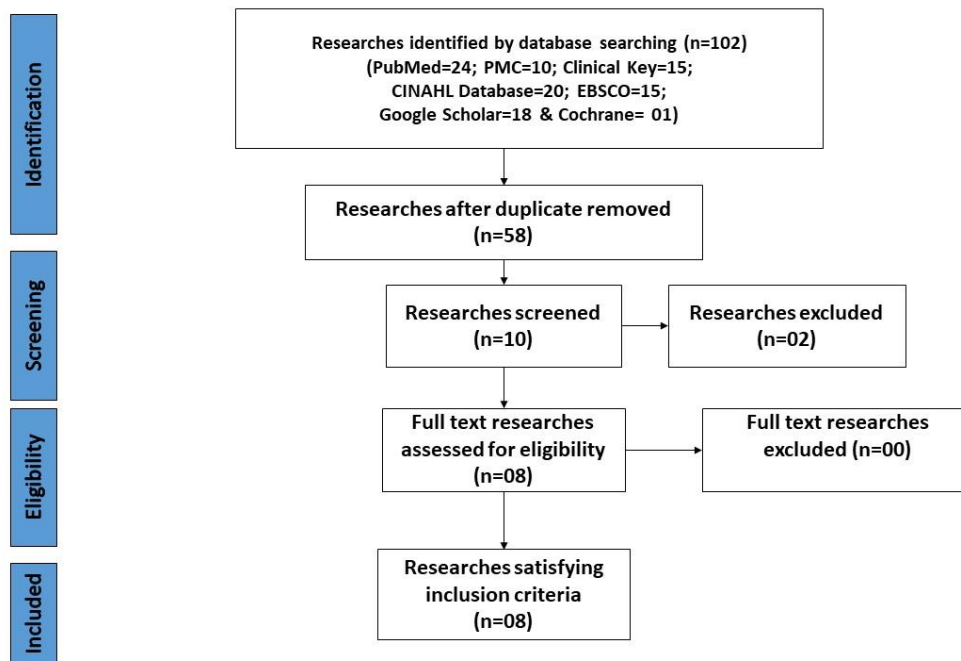 Identification
Researches identified by database searching (n=102)
(PubMed=24; PMC=10; Clinical Key=15;
CINAHL Database=20; EBSCO=15;
Google Scholar=18 & Cochrane= 01)
Researches after duplicate removed
(n=58)
Screening
Researches screened
(n=10)
Researches excluded
(n=02)
Eligibility
Full text researches
assessed for eligibility
(n=08)
Full text researches
excluded (n=00)
Included
Researches satisfying
inclusion criteria
(n=08)